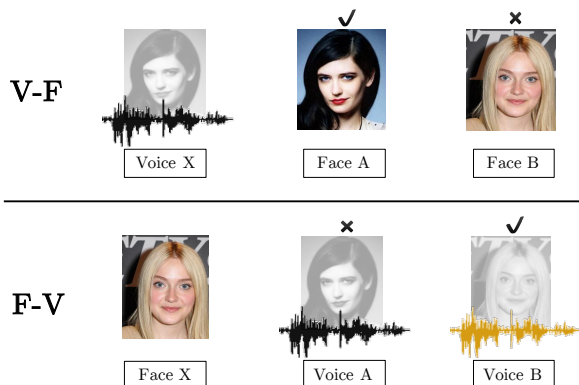 V-F
Voice X
Face A
Face B
F-V
Face X
Voice A
Voice B